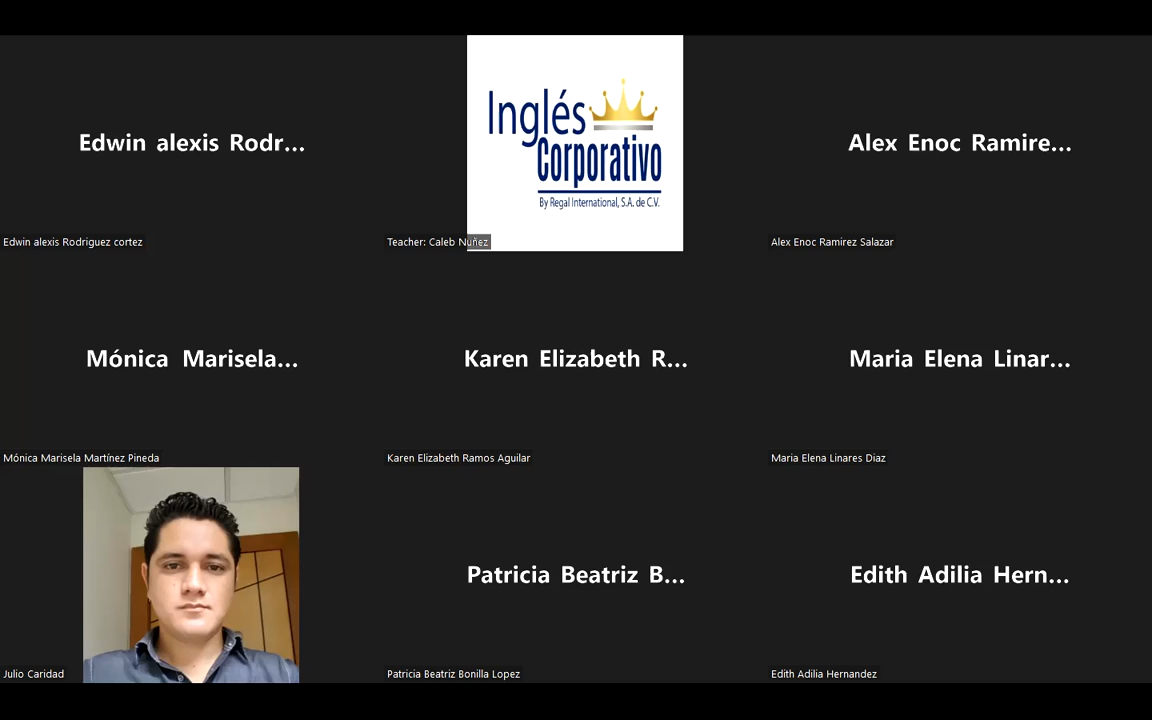 Edwin alexis Rodr...
Edwin alexis Rodriguez cortez
Inglés
Corporativo
By Regal International, S.A. de C.V.
Teacher: Caleb Nuñez
Alex Enoc Ramire...
Alex Enoc Ramirez Salazar
Mónica Marisela...
Mónica Marisela Martínez Pineda
Karen Elizabeth R...
Karen Elizabeth Ramos Aguilar
Maria Elena Linar...
Maria Elena Linares Diaz
Julio Caridad
Patricia Beatriz B...
Patricia Beatriz Bonilla Lopez
Edith Adilia Hern...
Edith Adilia Hernandez